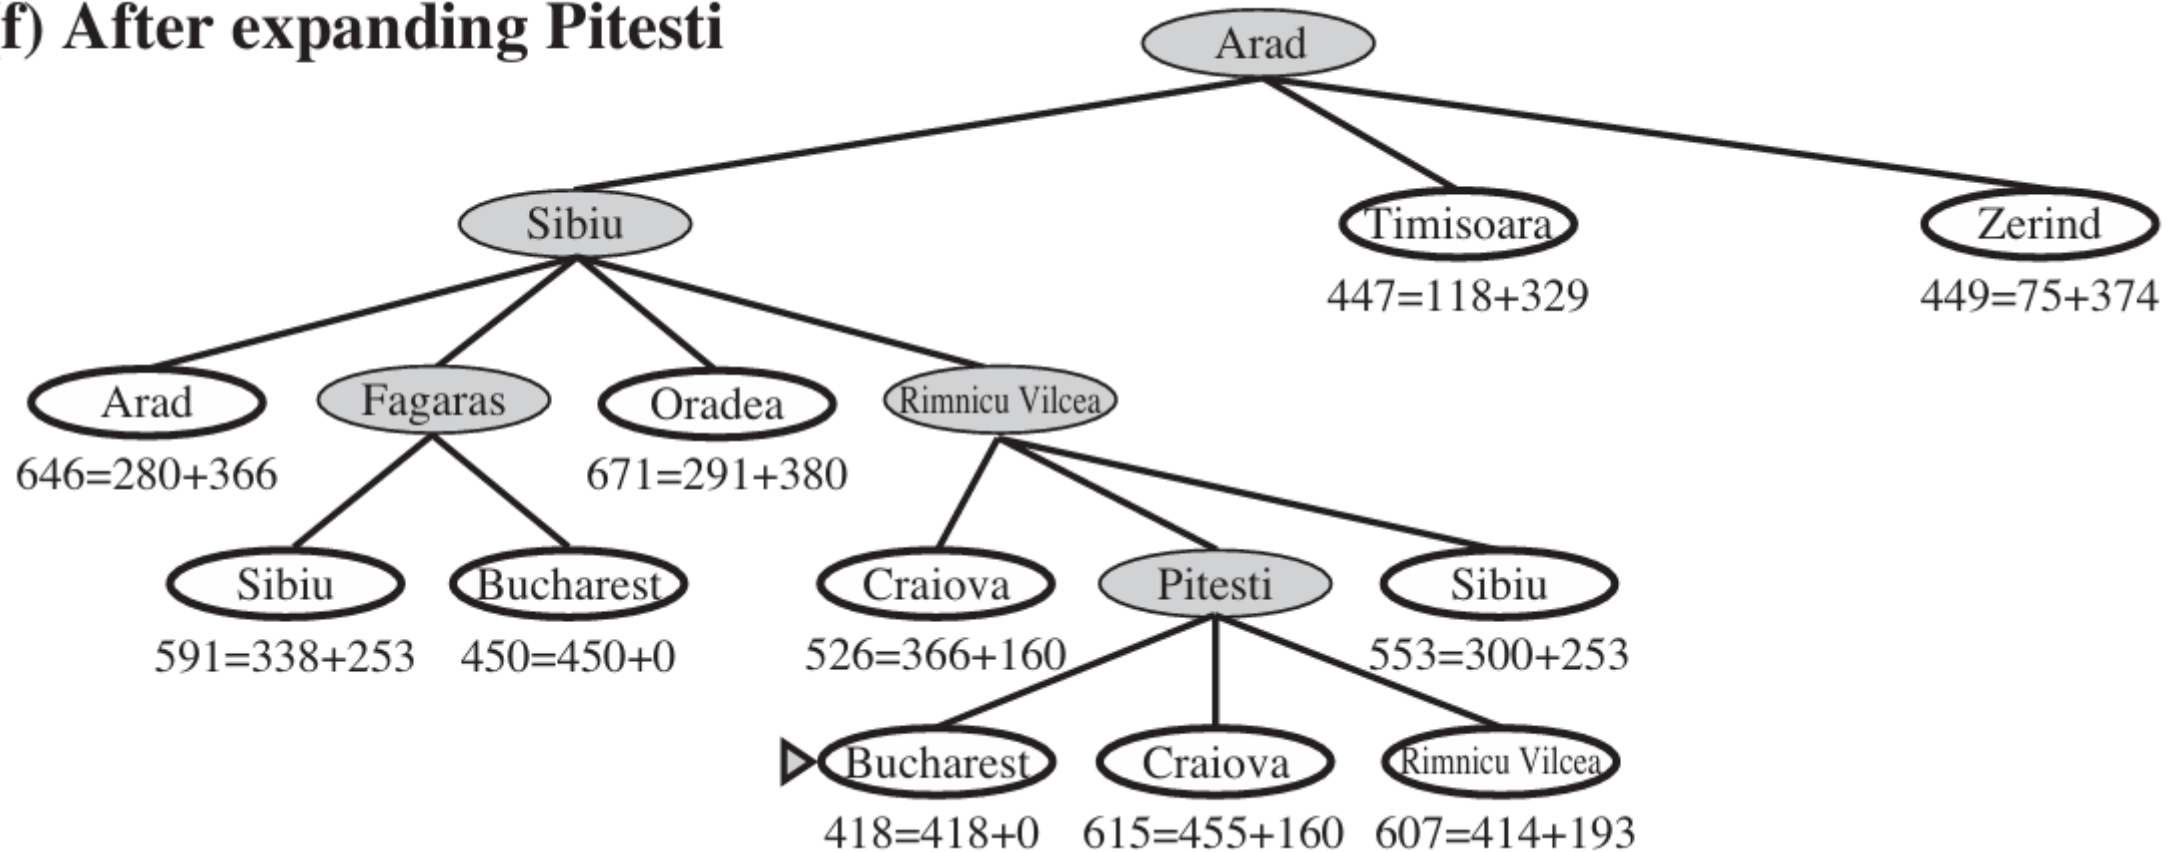 f) After expanding Pitesti
Arad
Sibiu
Timisoara
Zerind
447=118+329
449=75+374
Arad
Fagaras
Oradea
Rimnicu Vilcea
646=280+366
671=291+380
Sibiu
Bucharest
Craiova
Pitesti
Sibiu
591=338+253
450=450+0
526=366+160
553=300+253
Bucharest
Craiova
Rimnicu Vilcea
418=418+0
615=455+160
607=414+193